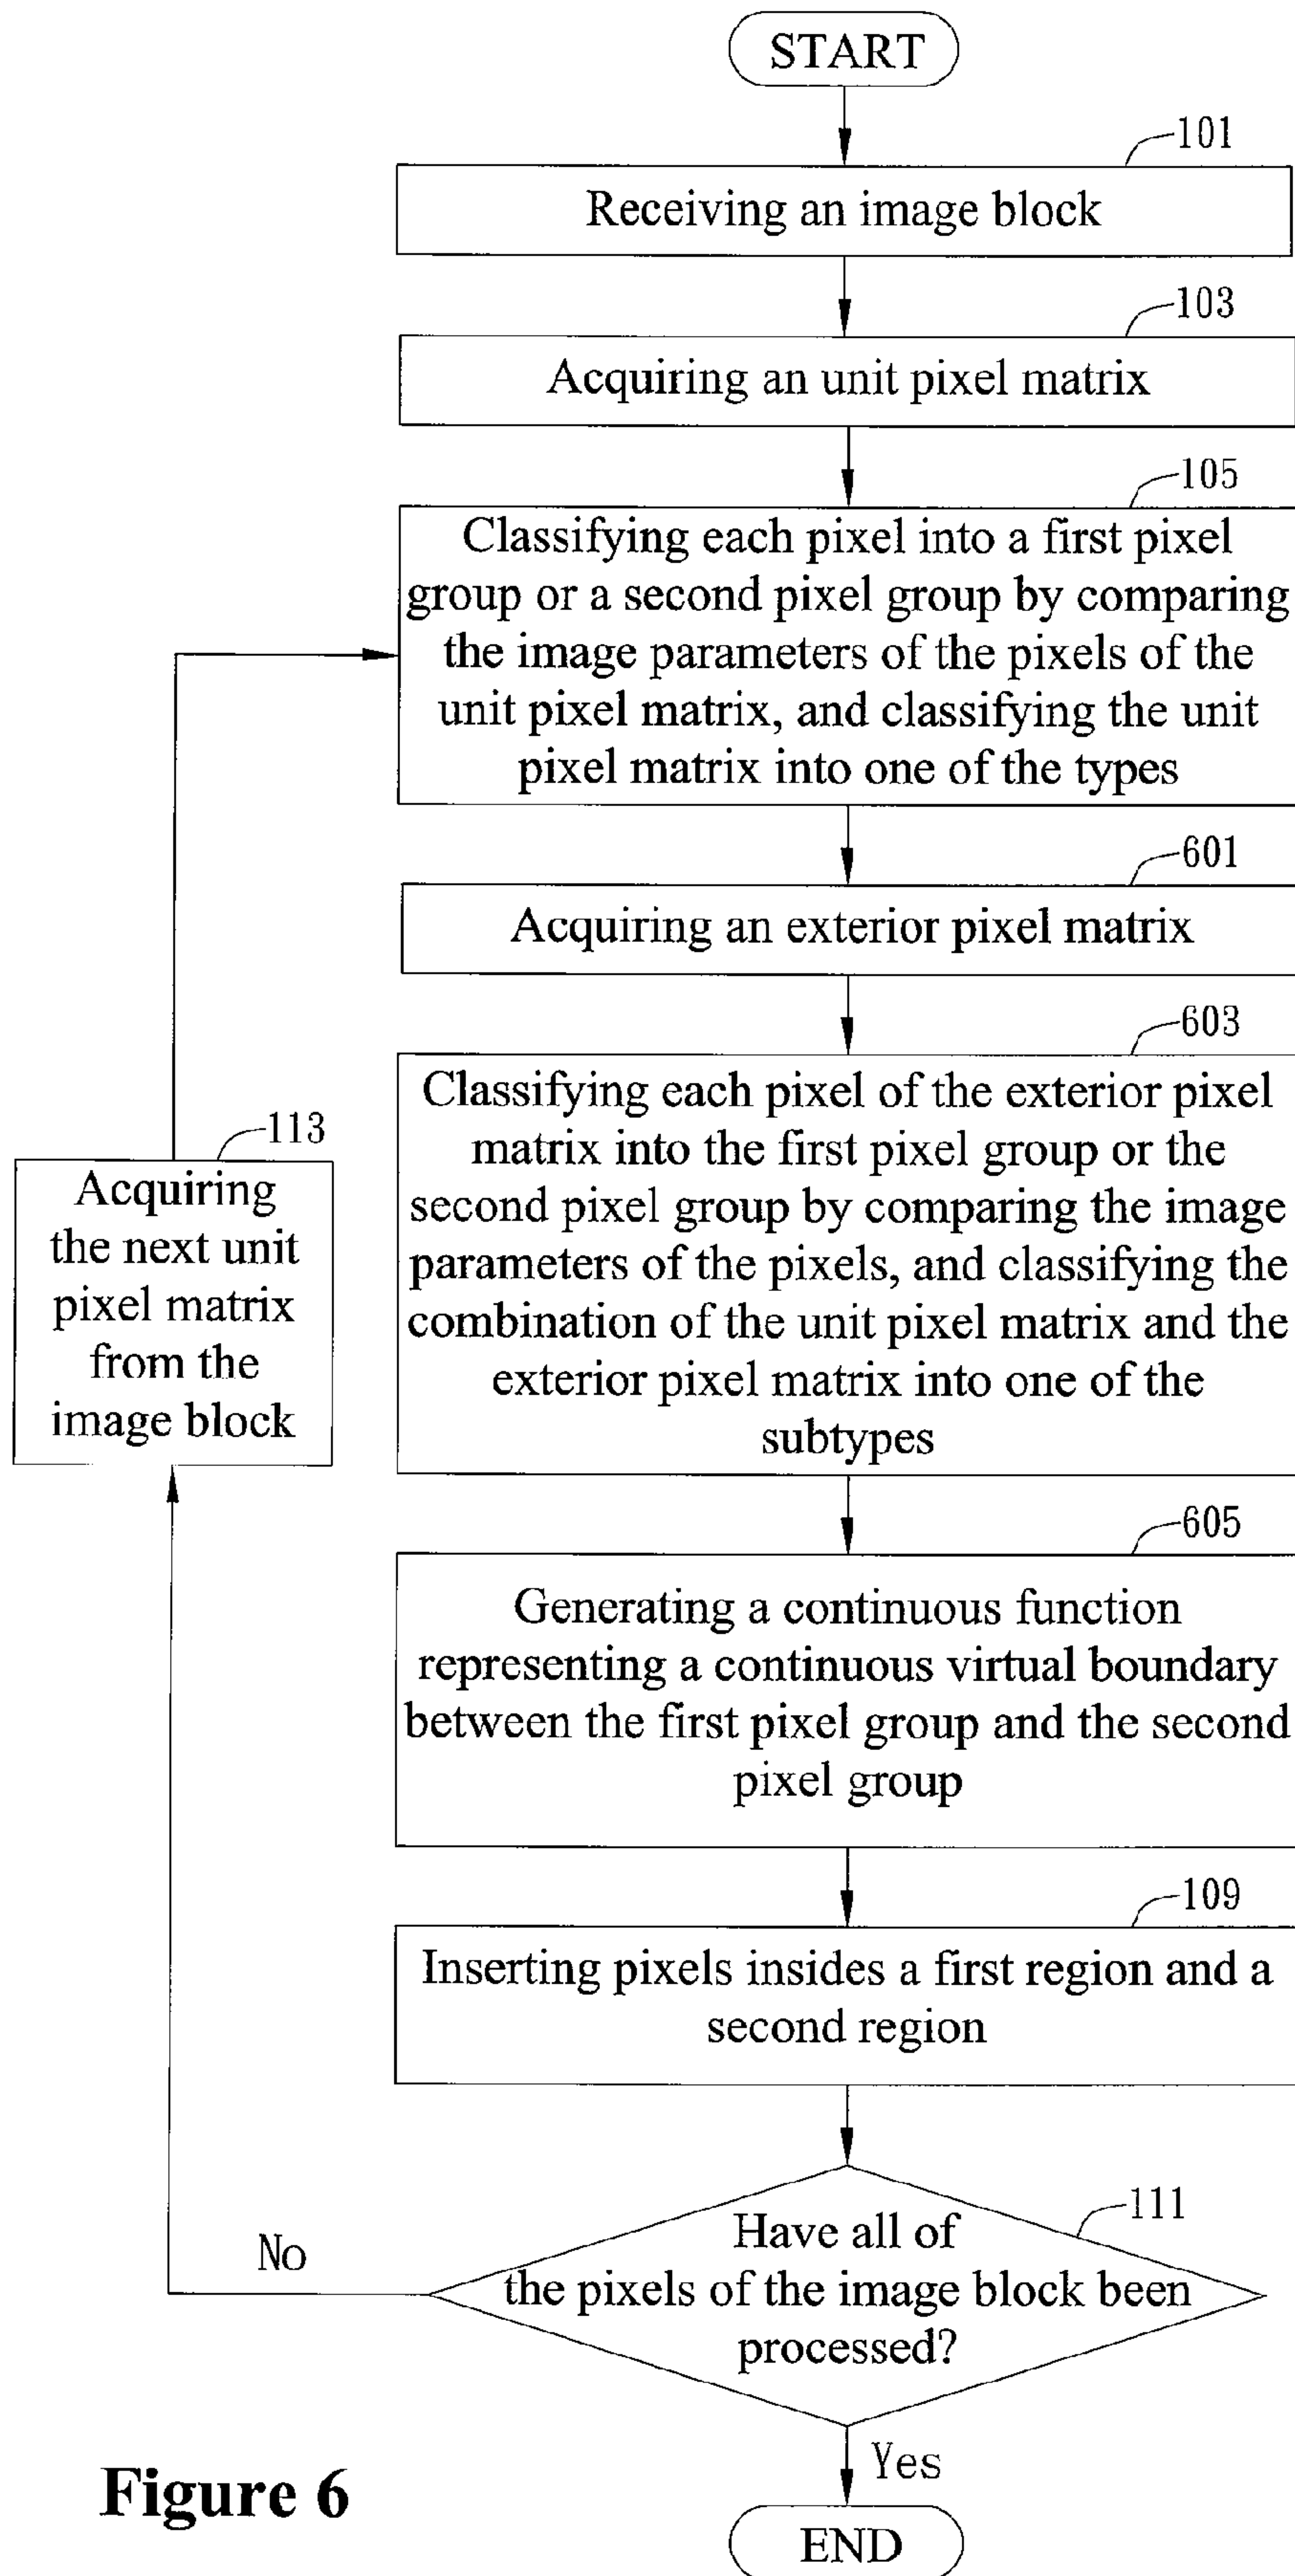 START
101
Receiving an image block
103
Acquiring an unit pixel matrix
105
Classifying each pixel into a first pixel
group or a second pixel group by comparing
the image parameters of the pixels of the
unit pixel matrix, and classifying the unit
pixel matrix into one of the types
601
Acquiring an exterior pixel matrix
603
Classifying each pixel of the exterior pixel
matrix into the first pixel group or the
second pixel group by comparing the image
parameters of the pixels, and classifying the
combination of the unit pixel matrix and the
exterior pixel matrix into one of the
subtypes
113
Acquiring
the next unit
pixel matrix
from the
image block
605
Generating a continuous function
representing a continuous virtual boundary
between the first pixel group and the second
pixel group
109
Inserting pixels insides a first region and a
second region
111
Have all of
the pixels of the image block been
processed?
No
Yes
END
Figure 6